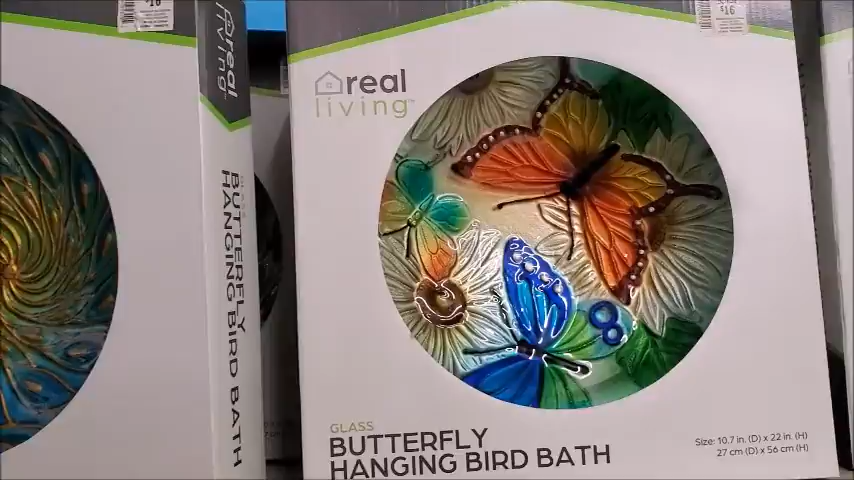 $16
real
living
BUTTERFLY
HANGING BIRD BATH
$16
real
living
GLASS
BUTTERFLY
HANGING BIRD BATH
Size: 10.7 in. (D) x 22 in. (H)
27 cm (D) x 56 cm (H)